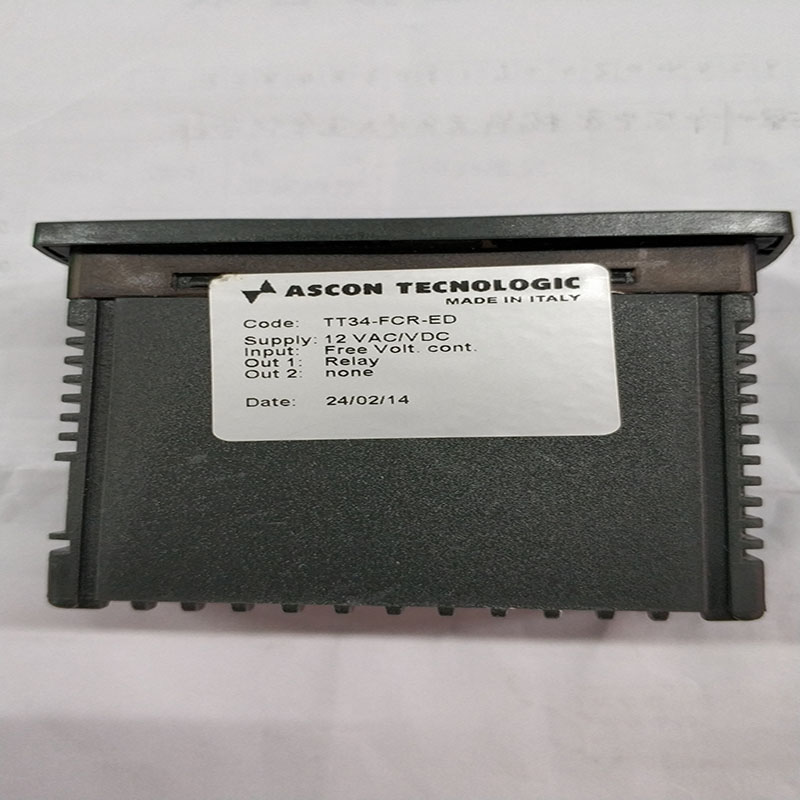 ASCON TECNOLOGIC
MADE IN ITALY
Code: TT34-FCR-ED
Supply: 12 VAC/VDC
Input: Free Volt. cont.
Out 1: Relay
Out 2: none
Date: 24/02/14